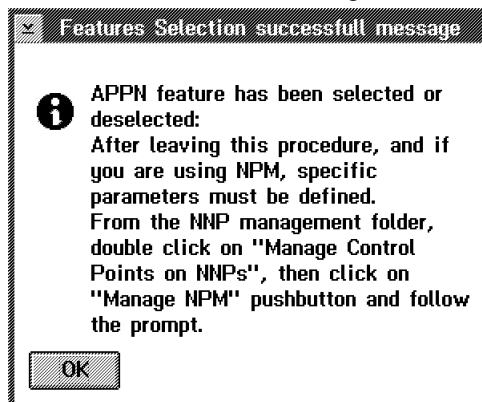 Features Selection successfull message
APPN feature has been selected or
deselected:
After leaving this procedure, and if
you are using NPM, specific
parameters must be defined.
From the NNP management folder,
double click on "Manage Control
Points on NNPs", then click on
"Manage NPM" pushbutton and follow
the prompt.
OK